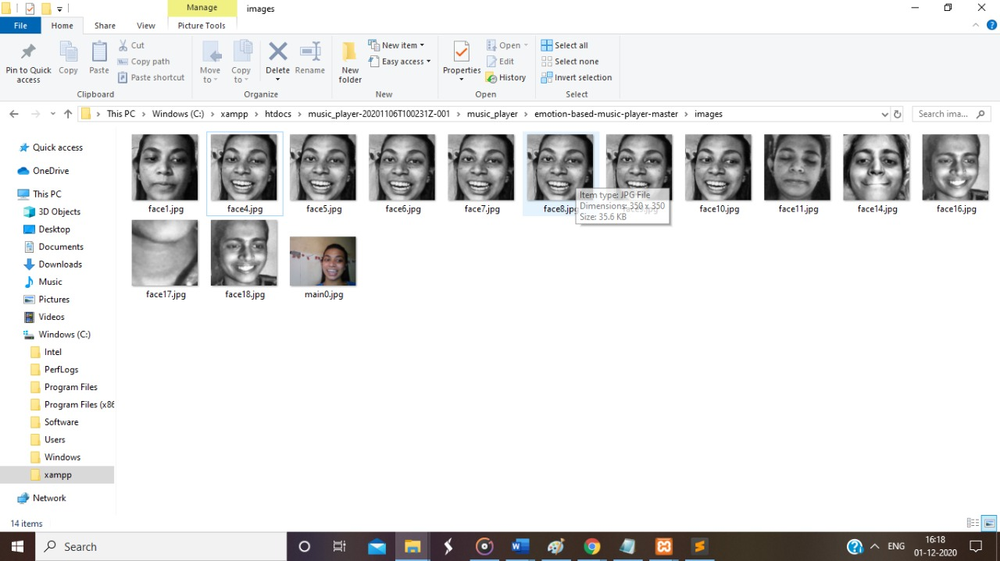 Manage
images
File
Home
Share
View
Picture Tools
Pin to Quick access
Copy
Paste
Cut
Copy path
Paste shortcut
Clipboard
Move to
Copy to
Delete
Rename
Organize
New folder
New item
Easy access
New
Properties
Open
Edit
History
Open
Select all
Select none
Invert selection
Select
This PC > Windows (C:) > xampp > htdocs > music_player-20201106T100231Z-001 > music_player > emotion-based-music-player-master > images
Search ima...
Quick access
OneDrive
This PC
3D Objects
Desktop
Documents
Downloads
Music
Pictures
Videos
Windows (C:)
Intel
PerfLogs
Program Files
Program Files (x86
Software
Users
Windows
xampp
Network
face1.jpg
face4.jpg
face5.jpg
face6.jpg
face7.jpg
face8.jpg
face9.jpg
face10.jpg
face11.jpg
face14.jpg
face16.jpg
Item type: JPG File
Dimensions: 350 x 350
Size: 35.6 KB
face17.jpg
face18.jpg
main0.jpg
14 items
Search
ENG
16:18
01-12-2020